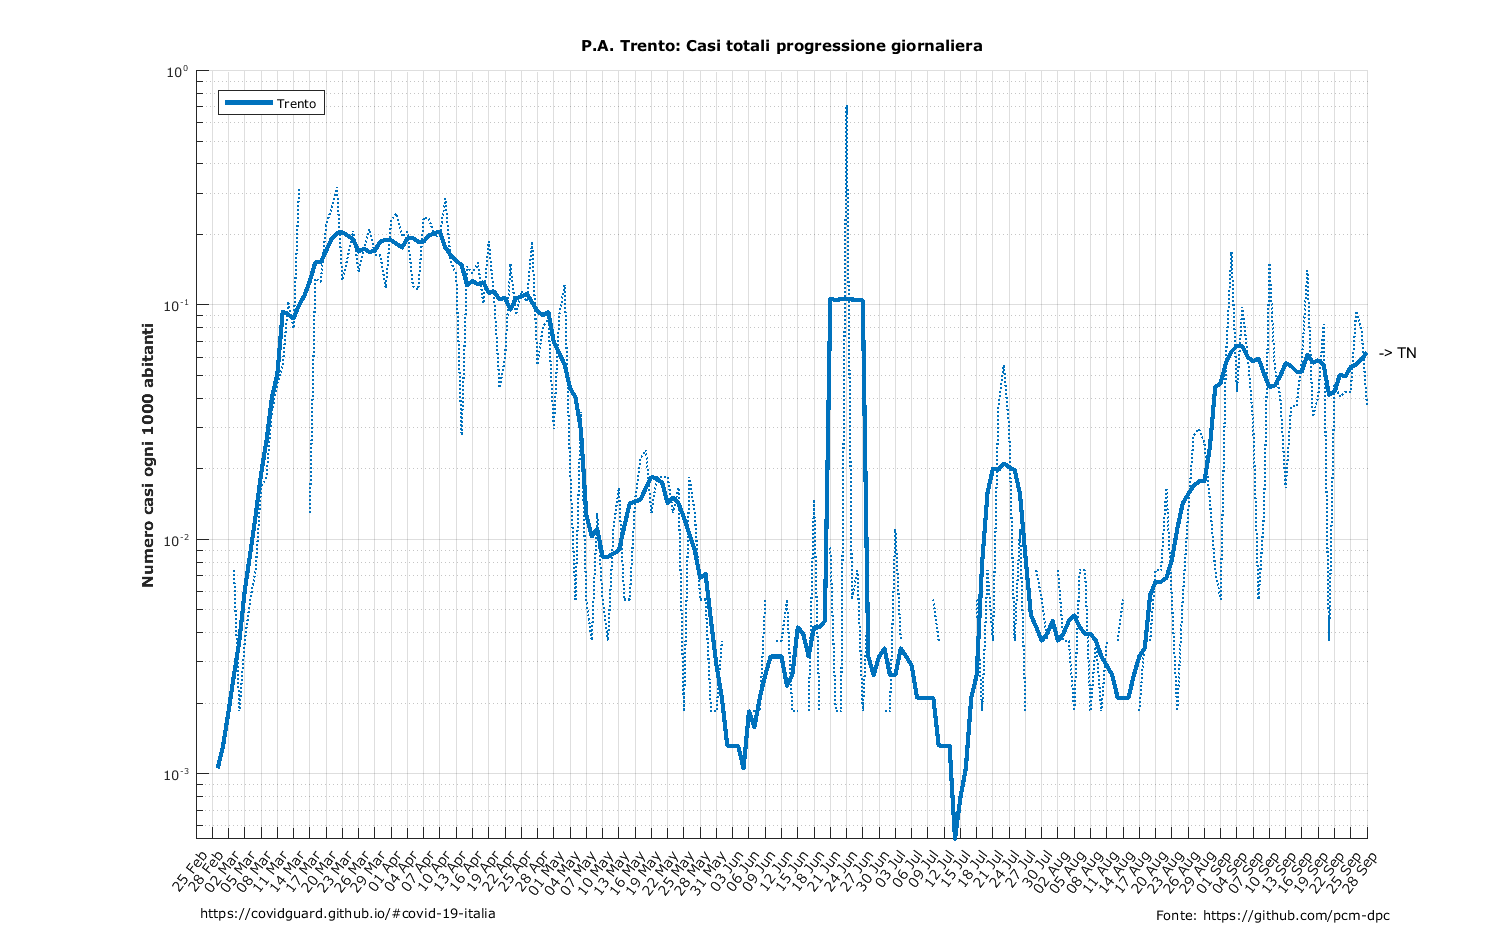 P.A. Trento: Casi totali progressione giornaliera
Trento
Numero casi ogni 1000 abitanti
10^0
10^-1
10^-2
10^-3
-> TN
25 Feb
28 Feb
02 Mar
05 Mar
08 Mar
11 Mar
14 Mar
17 Mar
20 Mar
23 Mar
26 Mar
29 Mar
01 Apr
04 Apr
07 Apr
10 Apr
13 Apr
16 Apr
19 Apr
22 Apr
25 Apr
28 Apr
01 May
04 May
07 May
10 May
13 May
16 May
19 May
22 May
25 May
28 May
31 May
03 Jun
06 Jun
09 Jun
12 Jun
15 Jun
18 Jun
21 Jun
24 Jun
27 Jun
30 Jun
03 Jul
06 Jul
09 Jul
12 Jul
15 Jul
18 Jul
21 Jul
24 Jul
27 Jul
30 Jul
02 Aug
05 Aug
08 Aug
11 Aug
14 Aug
17 Aug
20 Aug
23 Aug
26 Aug
29 Aug
01 Sep
04 Sep
07 Sep
10 Sep
13 Sep
16 Sep
19 Sep
22 Sep
25 Sep
28 Sep
https://covidguard.github.io/#covid-19-italia
Fonte: https://github.com/pcm-dpc